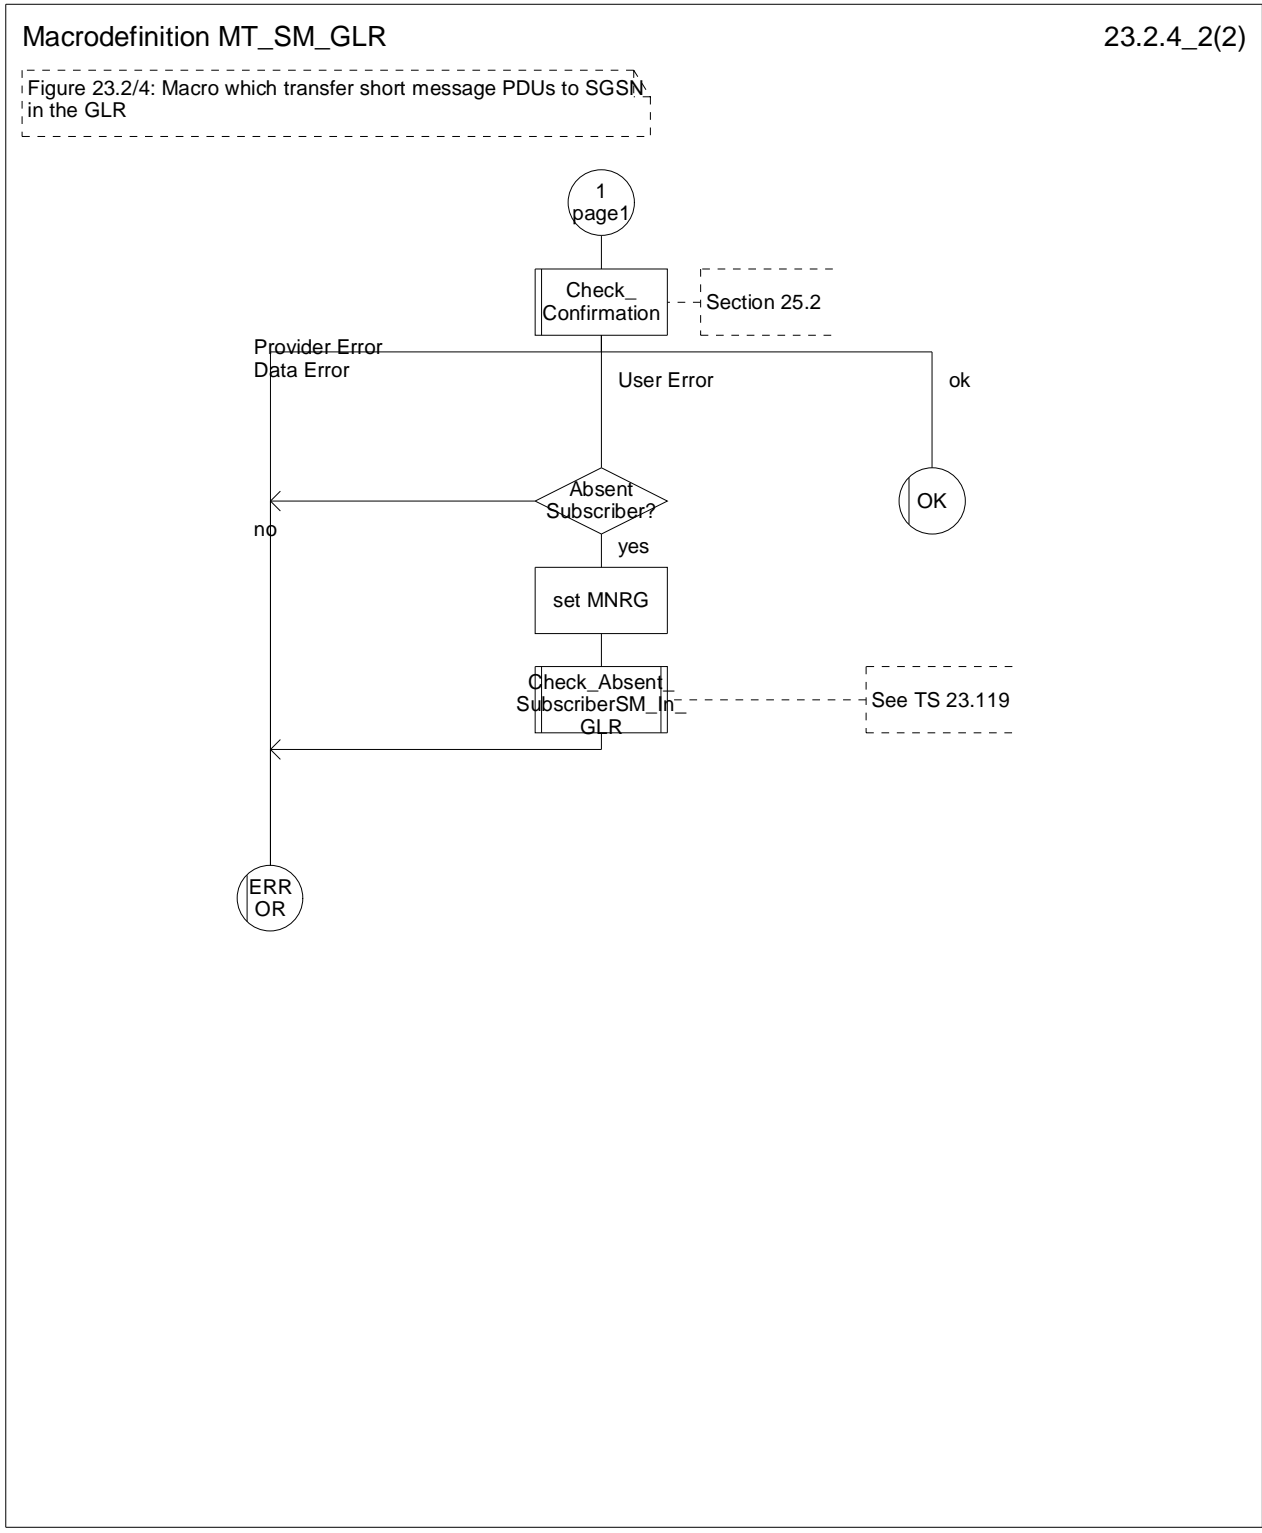 Macrodefinition MT_SM_GLR
23.2.4_2(2)
Figure 23.2/4: Macro which transfer short message PDUs to SGSN
in the GLR
1
page1
Check_
Confirmation
Section 25.2
Provider Error
Data Error
User Error
ok
Absent
Subscriber?
OK
no
yes
set MNRG
Check_Absent_
SubscriberSM_In_
GLR
See TS 23.119
ERR
OR